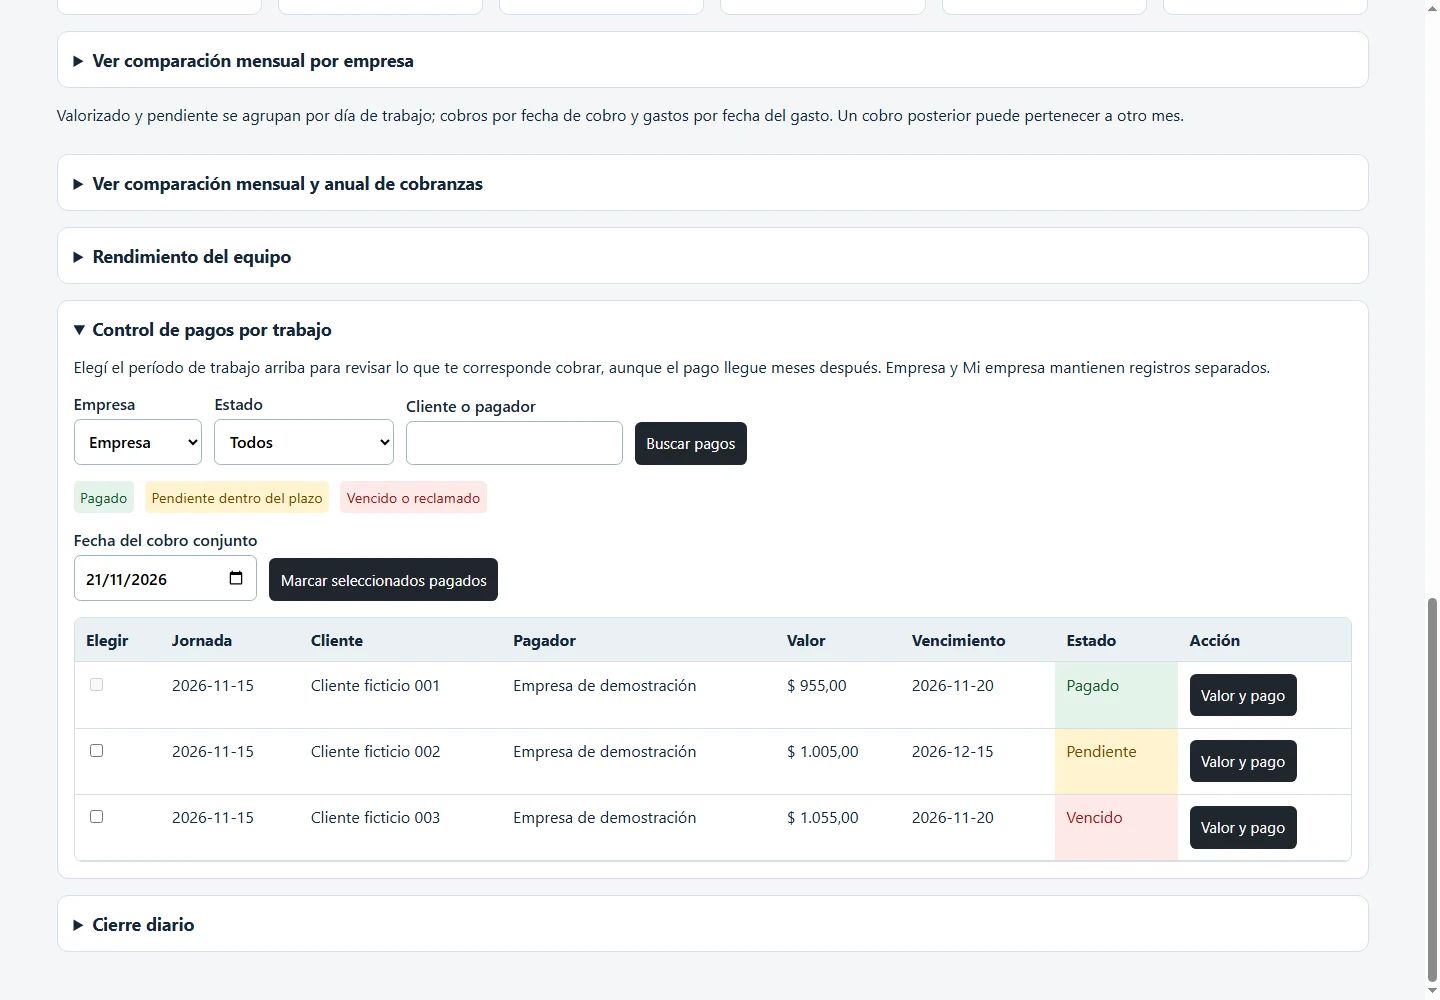 Ver comparación mensual por empresa
Valorizado y pendiente se agrupan por día de trabajo; cobros por fecha de cobro y gastos por fecha del gasto. Un cobro posterior puede pertenecer a otro mes.
Ver comparación mensual y anual de cobranzas
Rendimiento del equipo
Control de pagos por trabajo
Elegí el período de trabajo arriba para revisar lo que te corresponde cobrar, aunque el pago llegue meses después. Empresa y Mi empresa mantienen registros separados.
Empresa Estado Cliente o pagador
Empresa Todos Buscar pagos
Pagado Pendiente dentro del plazo Vencido o reclamado
Fecha del cobro conjunto
21/11/2026 Marcar seleccionados pagados
Elegir Jornada Cliente Pagador Valor Vencimiento Estado Acción
2026-11-15 Cliente ficticio 001 Empresa de demostración $ 955,00 2026-11-20 Pagado Valor y pago
2026-11-15 Cliente ficticio 002 Empresa de demostración $ 1.005,00 2026-12-15 Pendiente Valor y pago
2026-11-15 Cliente ficticio 003 Empresa de demostración $ 1.055,00 2026-11-20 Vencido Valor y pago
Cierre diario